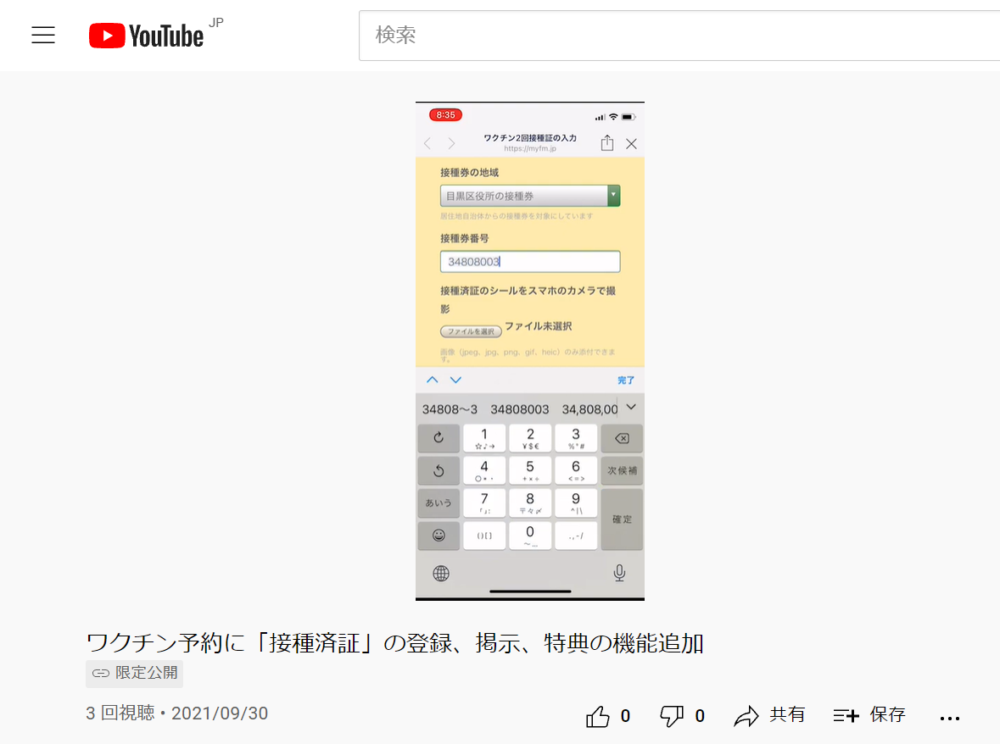 YouTube JP
検索
8:35
ワクチン2回接種証の入力
https://myfm.jp
接種券の地域
目黒区役所の接種券
居住地自治体からの接種券を対象にしています
接種券番号
34808003
接種済証のシールをスマホのカメラで撮
影
ファイルを選択 ファイル未選択
画像（jpeg、jpg、png、gif、heic）のみ添付できま
す。
完了
34808〜3 34808003 34,808,00
1 2 3
☆♪→ ¥$€ %°#
4 5 6 次候補
○*・ +×÷ <=>
あいう 7 8 9
「」: 〒々〆 ^|\
確定
()[] 0 .,-/
〜…
ワクチン予約に「接種済証」の登録、掲示、特典の機能追加
限定公開
3 回視聴・2021/09/30
0 0 共有 保存 …